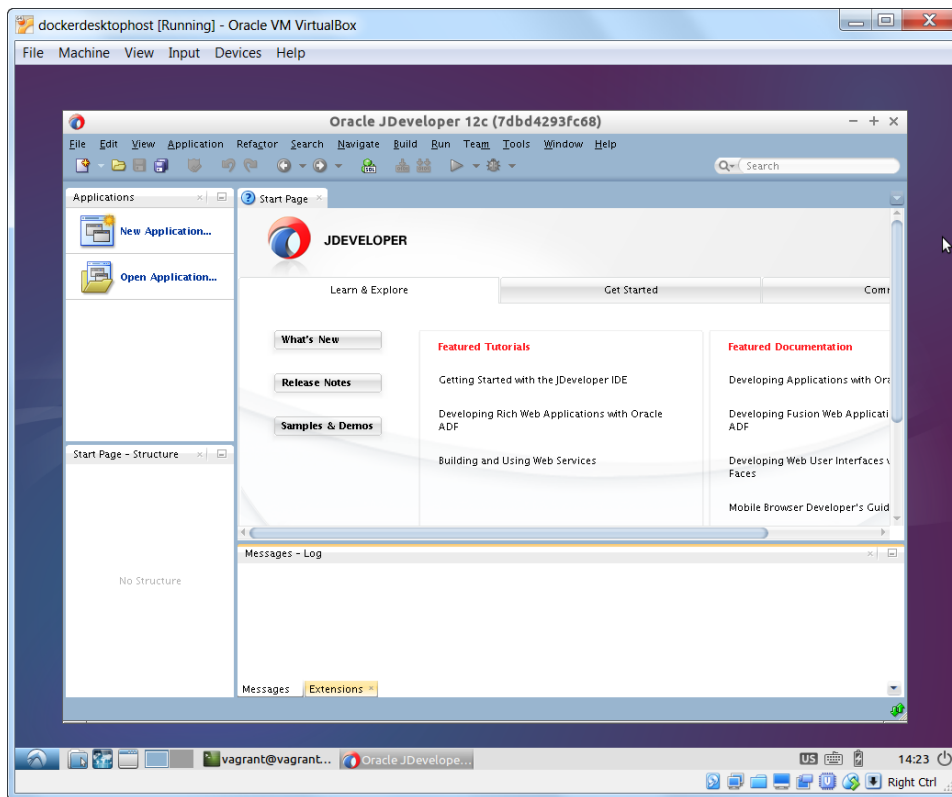 dockerdesktophost [Running] - Oracle VM VirtualBox
File Machine View Input Devices Help
Oracle JDeveloper 12c (7dbd4293fc68)
File Edit View Application Refactor Search Navigate Build Run Team Tools Window Help
SQL
Search
Applications
Start Page
New Application...
Open Application...
JDEVELOPER
Learn & Explore
Get Started
Comr
What's New
Release Notes
Samples & Demos
Featured Tutorials
Getting Started with the JDeveloper IDE
Developing Rich Web Applications with Oracle
ADF
Building and Using Web Services
Featured Documentation
Developing Applications with Ora
Developing Fusion Web Applicati
ADF
Developing Web User Interfaces v
Faces
Mobile Browser Developer's Guid
Start Page - Structure
No Structure
Messages - Log
Messages
Extensions
vagrant@vagrant...
Oracle JDevelope...
US
14:23
Right Ctrl